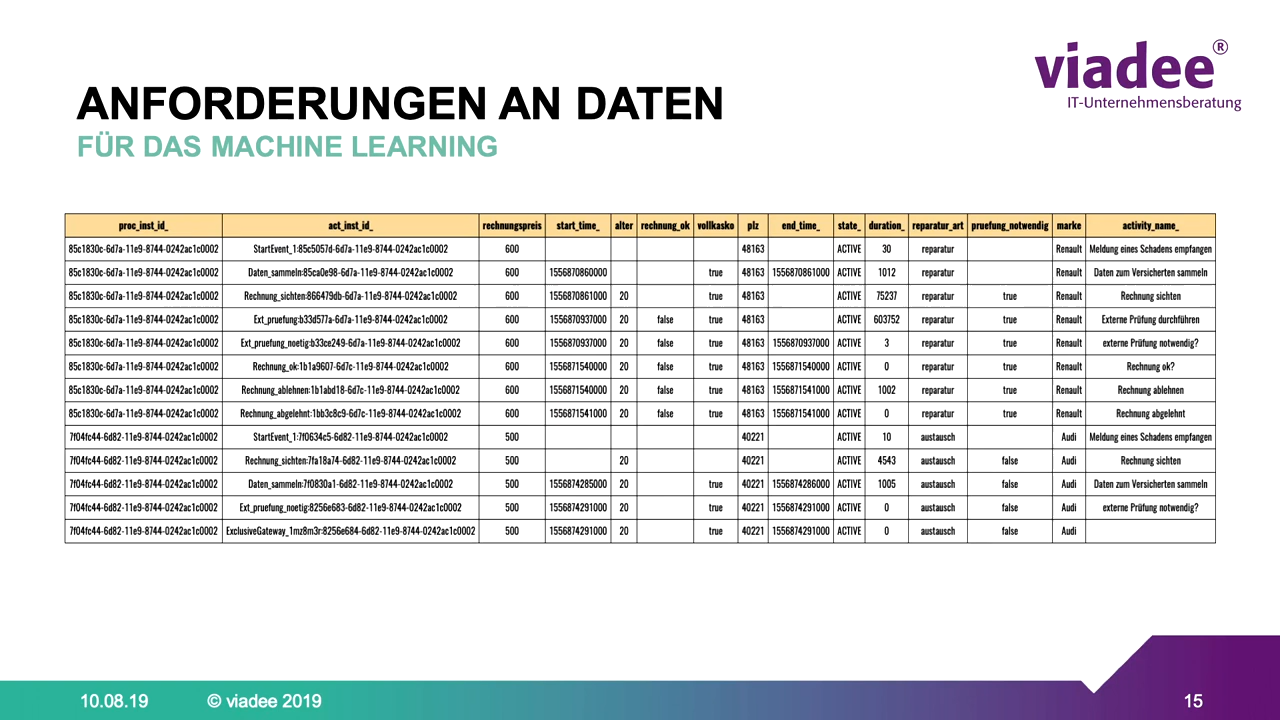 viadee®
IT-Unternehmensberatung
ANFORDERUNGEN AN DATEN
FÜR DAS MACHINE LEARNING
proc_inst_id_ act_inst_id_ rechnungspreis start_time_ alter rechnung_ok vollkasko plz end_time_ state_ duration_ reparatur_art pruefung_notwendig marke activity_name_
85c1830c-6d7a-11e9-8744-0242ac1c0002 StartEvent_1:85c5057d-6d7a-11e9-8744-0242ac1c0002 600 48163 ACTIVE 30 reparatur Renault Meldung eines Schadens empfangen
85c1830c-6d7a-11e9-8744-0242ac1c0002 Daten_sammeln:85ca0e98-6d7a-11e9-8744-0242ac1c0002 600 1556870860000 true 48163 1556870861000 ACTIVE 1012 reparatur Renault Daten zum Versicherten sammeln
85c1830c-6d7a-11e9-8744-0242ac1c0002 Rechnung_sichten:866479db-6d7a-11e9-8744-0242ac1c0002 600 1556870861000 20 true 48163 ACTIVE 75237 reparatur true Renault Rechnung sichten
85c1830c-6d7a-11e9-8744-0242ac1c0002 Ext_pruefung:b33d577a-6d7a-11e9-8744-0242ac1c0002 600 1556870937000 20 false true 48163 ACTIVE 603752 reparatur true Renault Externe Prüfung durchführen
85c1830c-6d7a-11e9-8744-0242ac1c0002 Ext_pruefung_noetig:b33ce249-6d7a-11e9-8744-0242ac1c0002 600 1556870937000 20 false true 48163 1556870937000 ACTIVE 3 reparatur true Renault externe Prüfung notwendig?
85c1830c-6d7a-11e9-8744-0242ac1c0002 Rechnung_ok:1b1a9607-6d7c-11e9-8744-0242ac1c0002 600 1556871540000 20 false true 48163 1556871540000 ACTIVE 0 reparatur true Renault Rechnung ok?
85c1830c-6d7a-11e9-8744-0242ac1c0002 Rechnung_ablehnen:1b1abd18-6d7c-11e9-8744-0242ac1c0002 600 1556871540000 20 false true 48163 1556871541000 ACTIVE 1002 reparatur true Renault Rechnung ablehnen
85c1830c-6d7a-11e9-8744-0242ac1c0002 Rechnung_abgelehnt:1bb3c8c9-6d7c-11e9-8744-0242ac1c0002 600 1556871541000 20 false true 48163 1556871541000 ACTIVE 0 reparatur true Renault Rechnung abgelehnt
7f04fc44-6d82-11e9-8744-0242ac1c0002 StartEvent_1:7f0634c5-6d82-11e9-8744-0242ac1c0002 500 40221 ACTIVE 10 austausch Audi Meldung eines Schadens empfangen
7f04fc44-6d82-11e9-8744-0242ac1c0002 Rechnung_sichten:7fa18a74-6d82-11e9-8744-0242ac1c0002 500 20 40221 ACTIVE 4543 austausch false Audi Rechnung sichten
7f04fc44-6d82-11e9-8744-0242ac1c0002 Daten_sammeln:7f0830a1-6d82-11e9-8744-0242ac1c0002 500 1556874285000 true 40221 1556874286000 ACTIVE 1005 austausch false Audi Daten zum Versicherten sammeln
7f04fc44-6d82-11e9-8744-0242ac1c0002 Ext_pruefung_noetig:8256e683-6d82-11e9-8744-0242ac1c0002 500 1556874291000 20 true 40221 1556874291000 ACTIVE 0 austausch false Audi externe Prüfung notwendig?
7f04fc44-6d82-11e9-8744-0242ac1c0002 ExclusiveGateway_1mz8m3r:8256e684-6d82-11e9-8744-0242ac1c0002 500 1556874291000 20 true 40221 1556874291000 ACTIVE 0 austausch false Audi
10.08.19 © viadee 2019 15